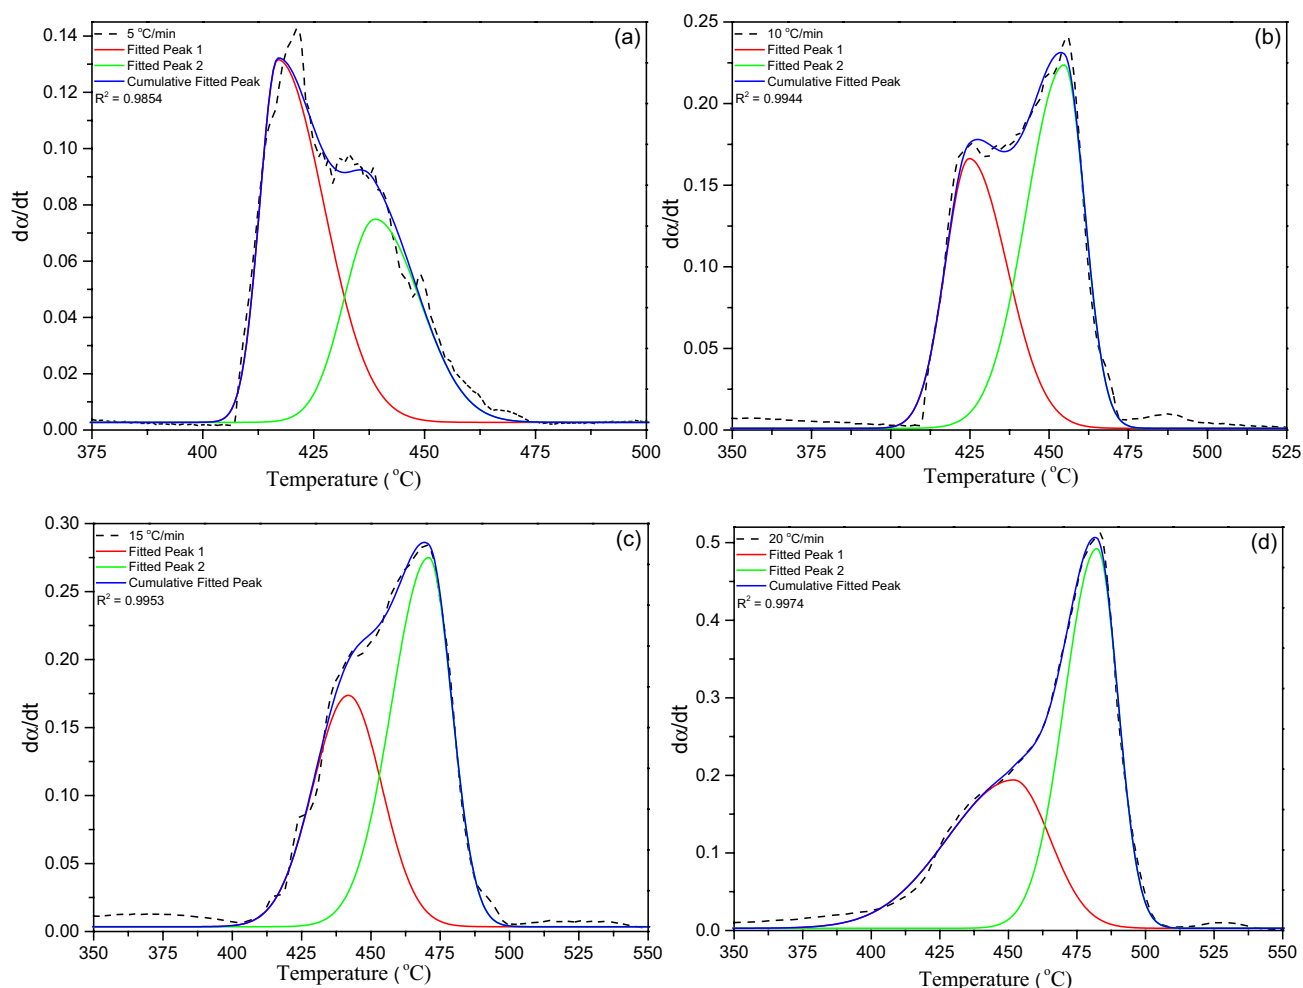 (a)
5 °C/min
Fitted Peak 1
Fitted Peak 2
Cumulative Fitted Peak
R² = 0.9854
0.14
0.12
0.10
0.08
0.06
0.04
0.02
0.00
dα/dt
375 400 425 450 475 500
Temperature (°C)
(b)
10 °C/min
Fitted Peak 1
Fitted Peak 2
Cumulative Fitted Peak
R² = 0.9944
0.25
0.20
0.15
0.10
0.05
0.00
dα/dt
350 375 400 425 450 475 500 525
Temperature (°C)
(c)
15 °C/min
Fitted Peak 1
Fitted Peak 2
Cumulative Fitted Peak
R² = 0.9953
0.30
0.25
0.20
0.15
0.10
0.05
0.00
dα/dt
350 375 400 425 450 475 500 525 550
Temperature (°C)
(d)
20 °C/min
Fitted Peak 1
Fitted Peak 2
Cumulative Fitted Peak
R² = 0.9974
0.5
0.4
0.3
0.2
0.1
0.0
dα/dt
350 375 400 425 450 475 500 525 550
Temperature (°C)